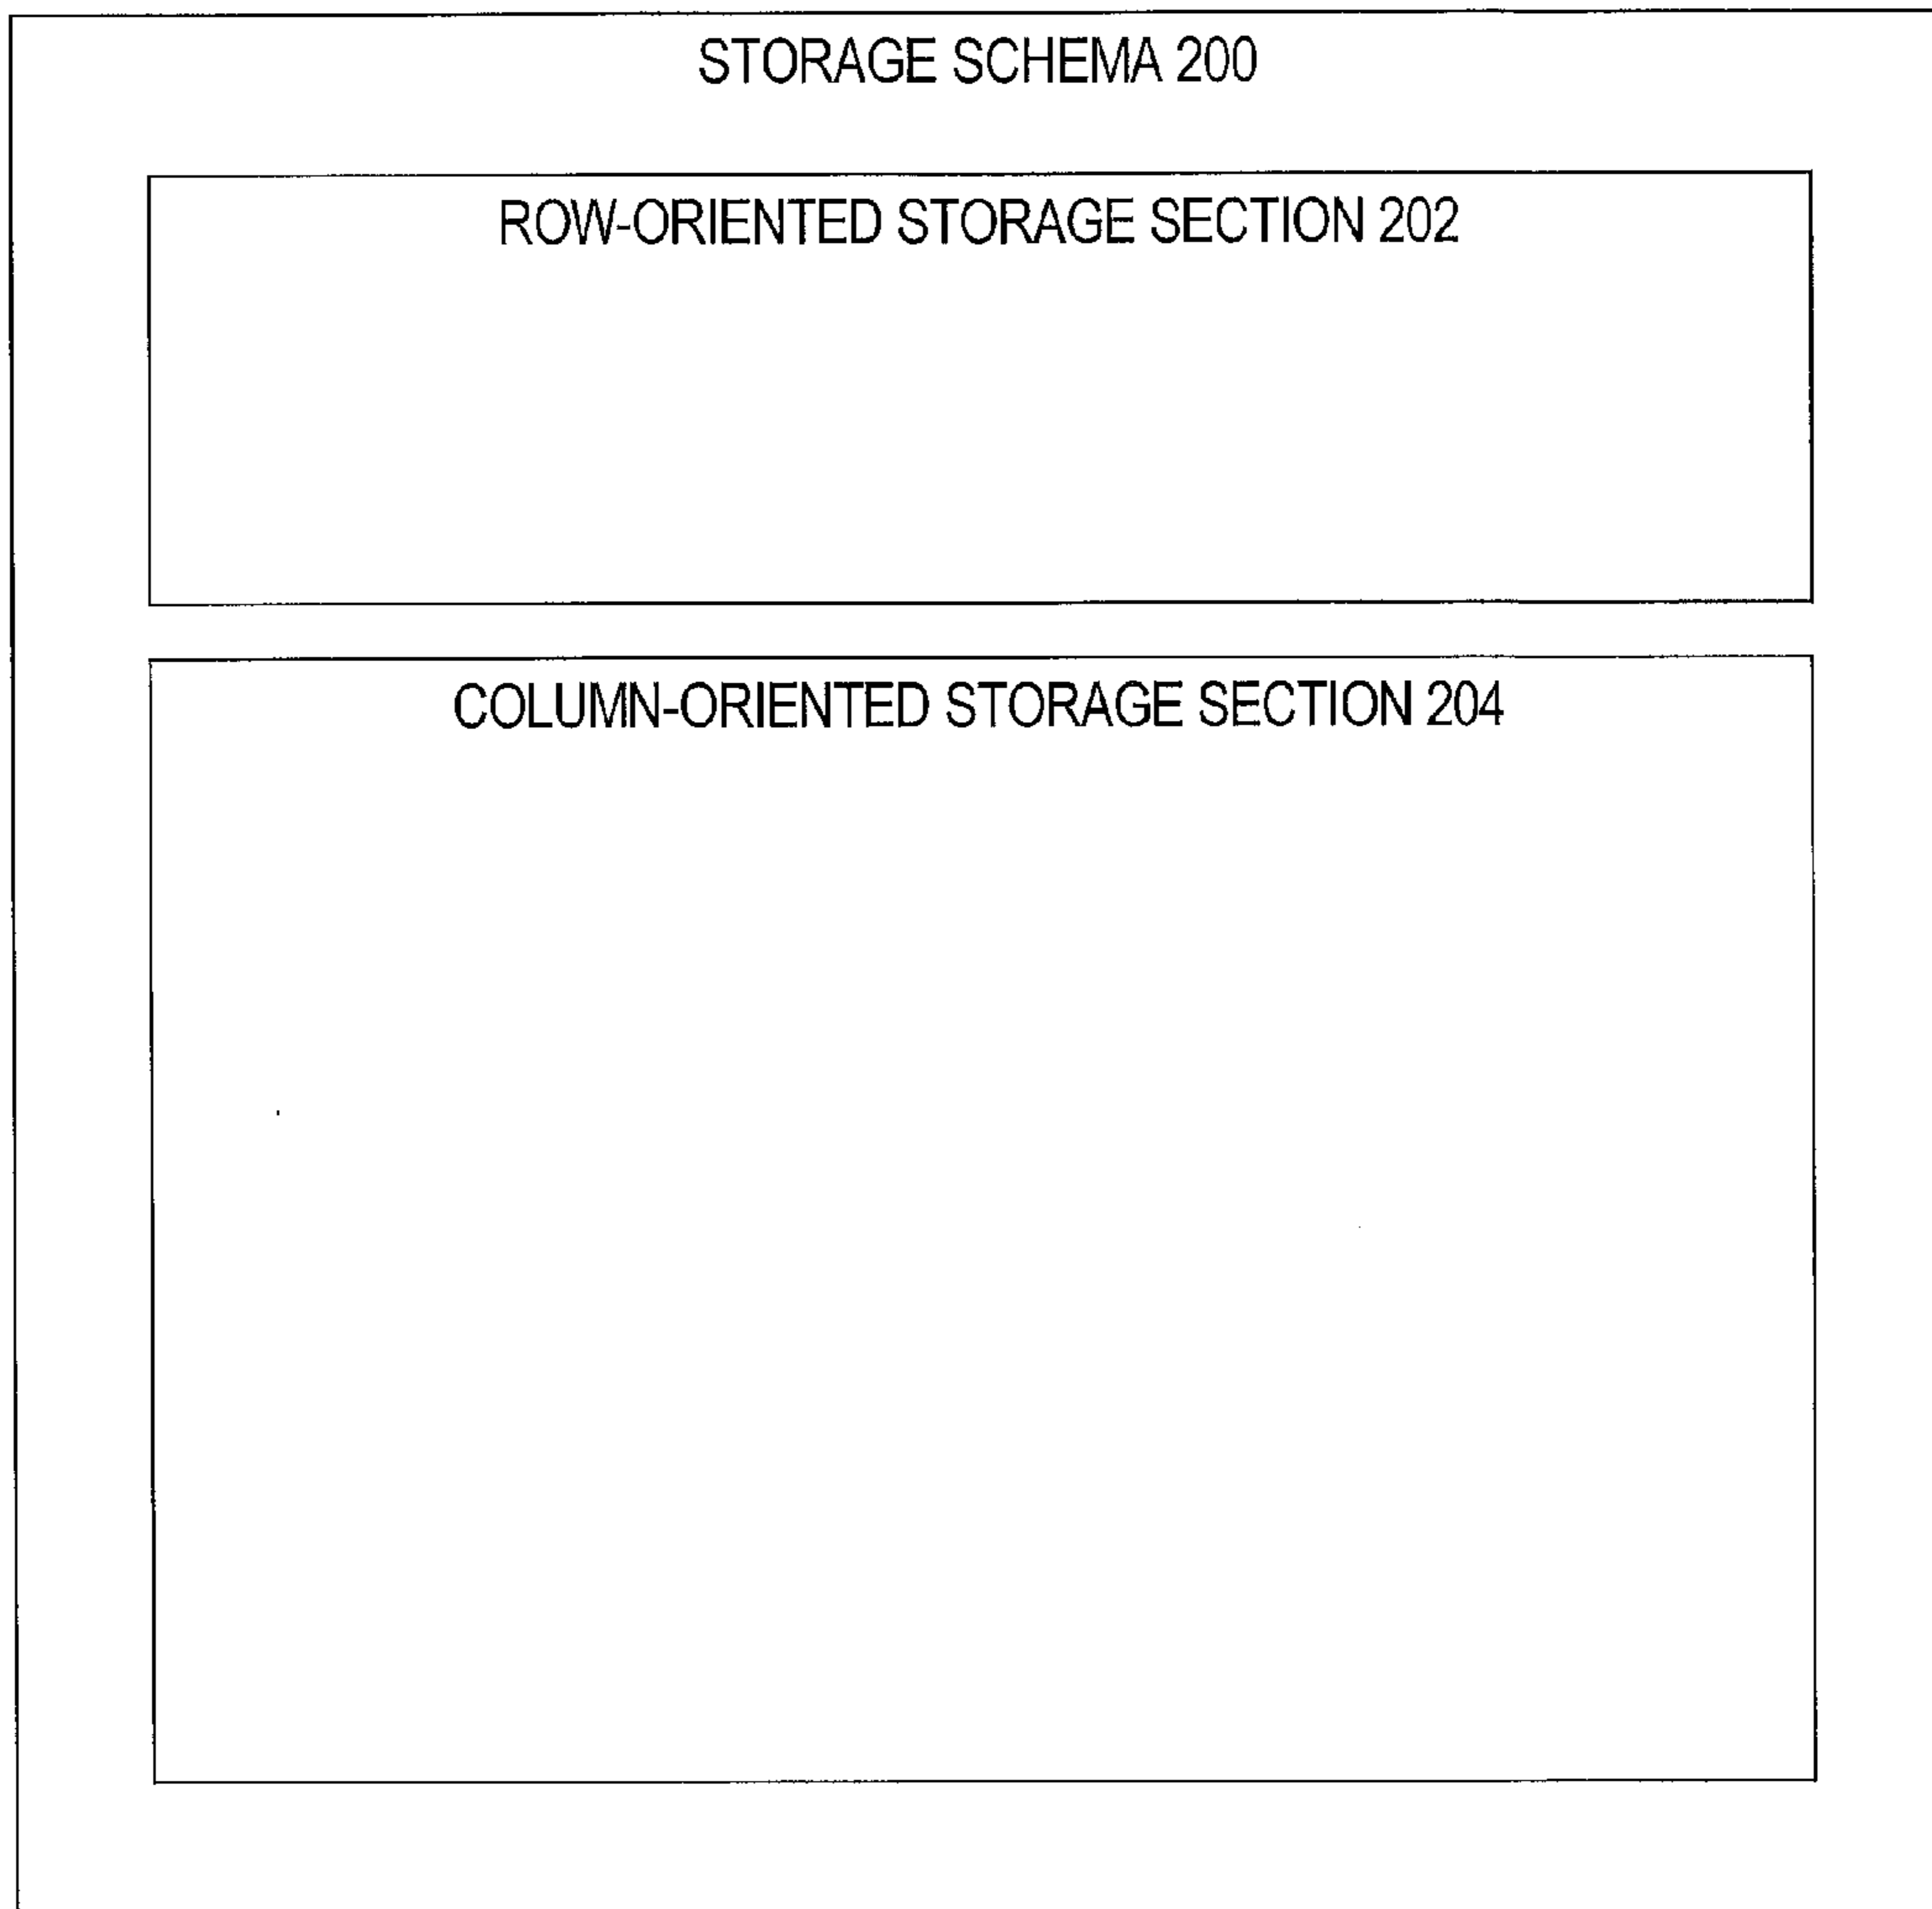 STORAGE SCHEMA 200
ROW-ORIENTED STORAGE SECTION 202
COLUMN-ORIENTED STORAGE SECTION 204